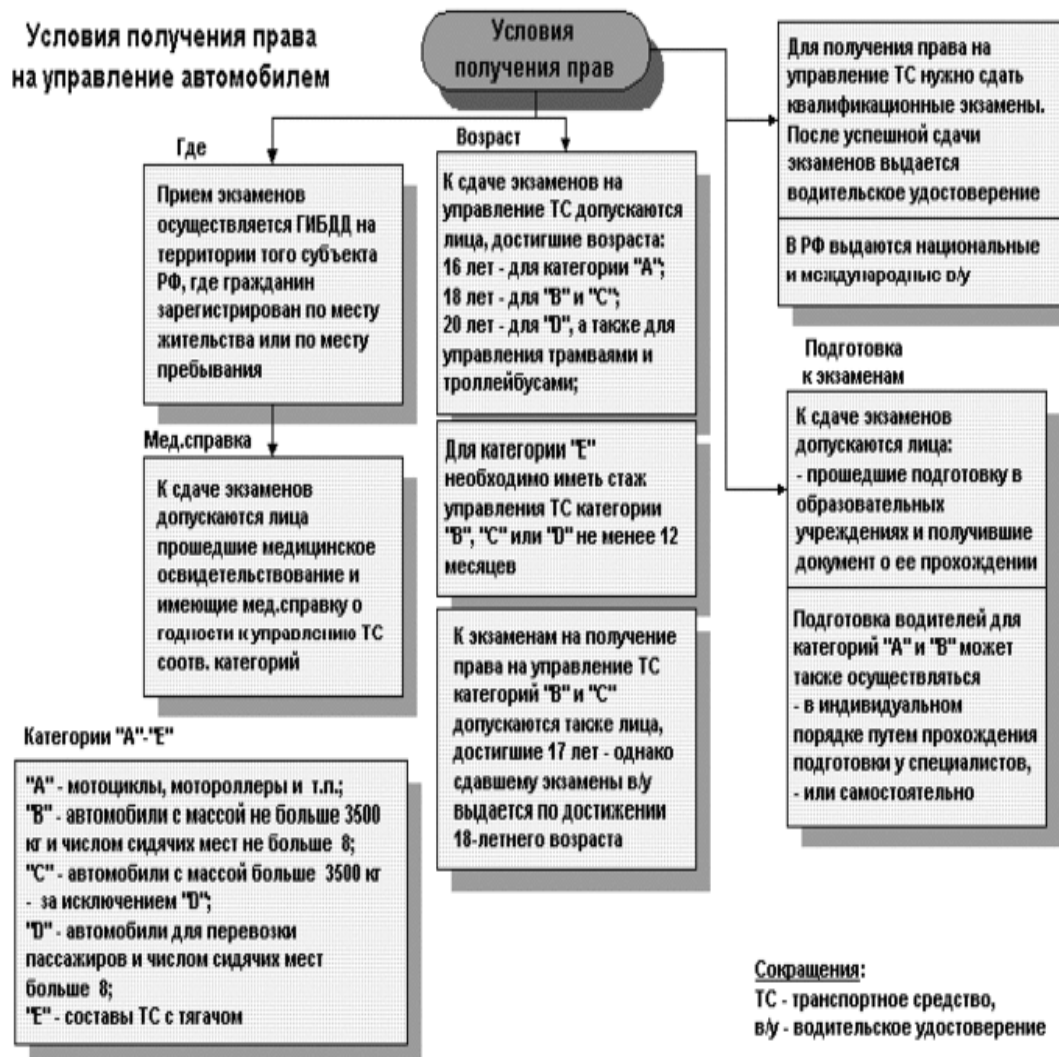 Условия получения права
на управление автомобилем
Условия
получения прав
Где
Прием экзаменов
осуществляется ГИБДД на
территории того субъекта
РФ, где гражданин
зарегистрирован по месту
жительства или по месту
пребывания
Мед.справка
К сдаче экзаменов
допускаются лица
прошедшие медицинское
освидетельствование и
имеющие мед.справку о
годности к управлению ТС
соотв. категорий
Возраст
К сдаче экзаменов на
управление ТС допускаются
лица, достигшие возраста:
16 лет - для категории "А";
18 лет - для "В" и "С";
20 лет - для "D", а также для
управления трамваями и
троллейбусами;
Для категории "Е"
необходимо иметь стаж
управления ТС категории
"В", "С" или "D" не менее 12
месяцев
К экзаменам на получение
права на управление ТС
категорий "В" и "С"
допускаются также лица,
достигшие 17 лет - однако
сдавшему экзамены в/у
выдается по достижении
18-летнего возраста
Для получения права на
управление ТС нужно сдать
квалификационные экзамены.
После успешной сдачи
экзаменов выдается
водительское удостоверение
В РФ выдаются национальные
и международные в/у
Подготовка
к экзаменам
К сдаче экзаменов
допускаются лица:
- прошедшие подготовку в
образовательных
учреждениях и получившие
документ о ее прохождении
Подготовка водителей для
категорий "А" и "В" может
также осуществляться
- в индивидуальном
порядке путем прохождения
подготовки у специалистов,
- или самостоятельно
Категории "А"-"Е"
"А" - мотоциклы, мотороллеры и т.п.;
"В" - автомобили с массой не больше 3500
кг и числом сидячих мест не больше 8;
"С" - автомобили с массой больше 3500 кг
- за исключением "D";
"D" - автомобили для перевозки
пассажиров и числом сидячих мест
больше 8;
"Е" - составы ТС с тягачом
Сокращения:
ТС - транспортное средство,
в/у - водительское удостоверение